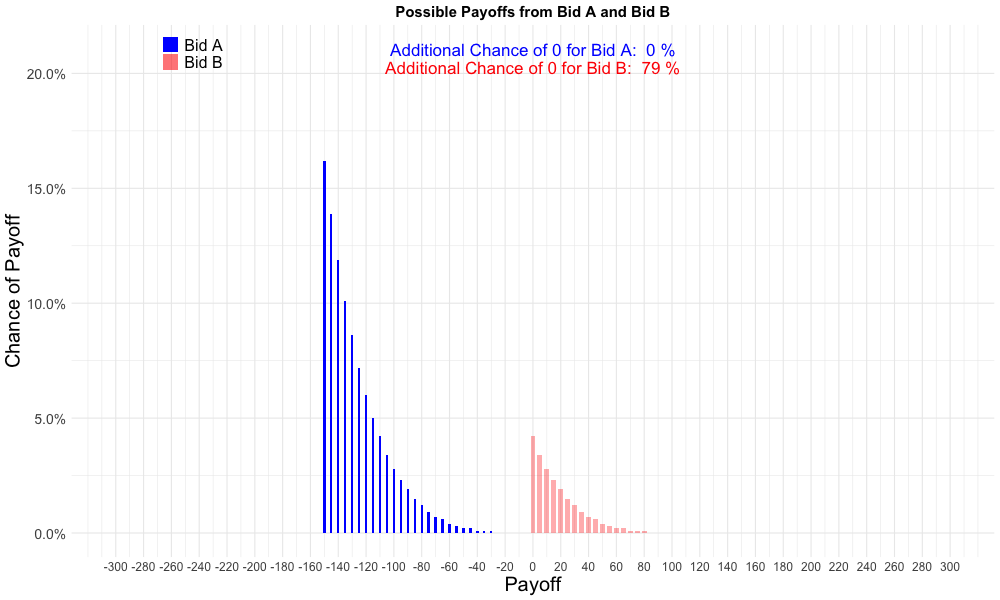 Possible Payoffs from Bid A and Bid B
Bid A
Bid B
Additional Chance of 0 for Bid A:  0 %
Additional Chance of 0 for Bid B:  79 %
Chance of Payoff
20.0%
15.0%
10.0%
5.0%
0.0%
-300 -280 -260 -240 -220 -200 -180 -160 -140 -120 -100 -80 -60 -40 -20 0 20 40 60 80 100 120 140 160 180 200 220 240 260 280 300
Payoff